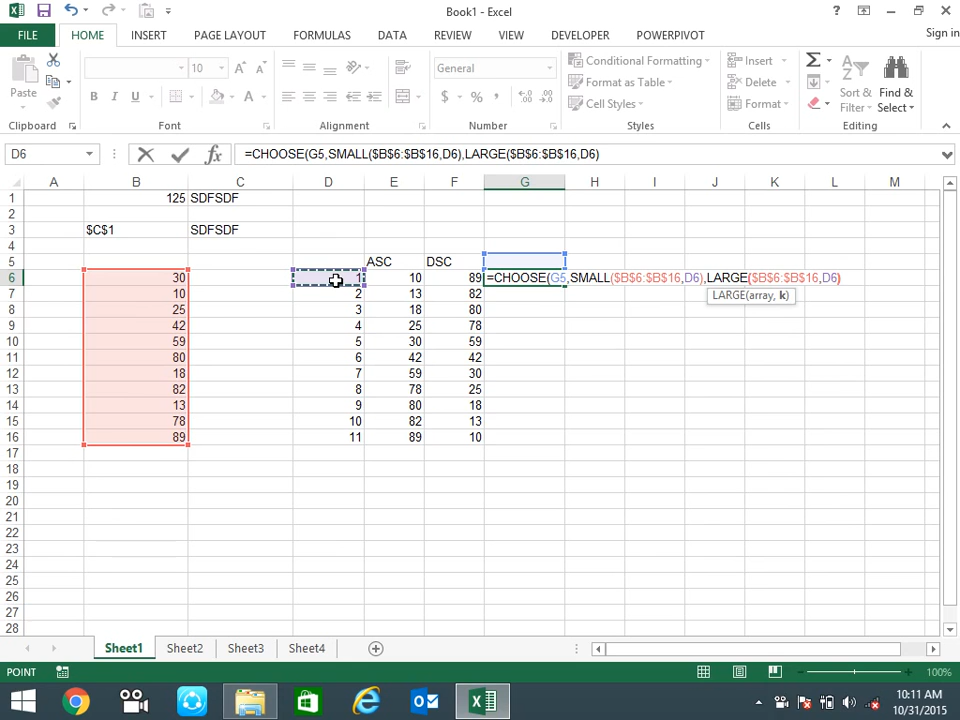 Book1 - Excel
?
FILE HOME INSERT PAGE LAYOUT FORMULAS DATA REVIEW VIEW DEVELOPER POWERPIVOT Sign in
Paste
10 A A
B I U A
General
$ % ,
Conditional Formatting
Format as Table
Cell Styles
Insert
Delete
Format
Sort & Filter
Find & Select
Clipboard Font Alignment Number Styles Cells Editing
D6 fx =CHOOSE(G5,SMALL($B$6:$B$16,D6),LARGE($B$6:$B$16,D6)
A B C D E F G H I J K L M
1 125 SDFSDF
2
3 $C$1 SDFSDF
4
5 ASC DSC
6 30 1 10 89 =CHOOSE(G5,SMALL($B$6:$B$16,D6),LARGE($B$6:$B$16,D6)
LARGE(array, k)
7 10 2 13 82
8 25 3 18 80
9 42 4 25 78
10 59 5 30 59
11 80 6 42 42
12 18 7 59 30
13 82 8 78 25
14 13 9 80 18
15 78 10 82 13
16 89 11 89 10
17
18
19
20
21
22
23
24
25
26
27
28
Sheet1 Sheet2 Sheet3 Sheet4
POINT 100%
10:11 AM
10/31/2015